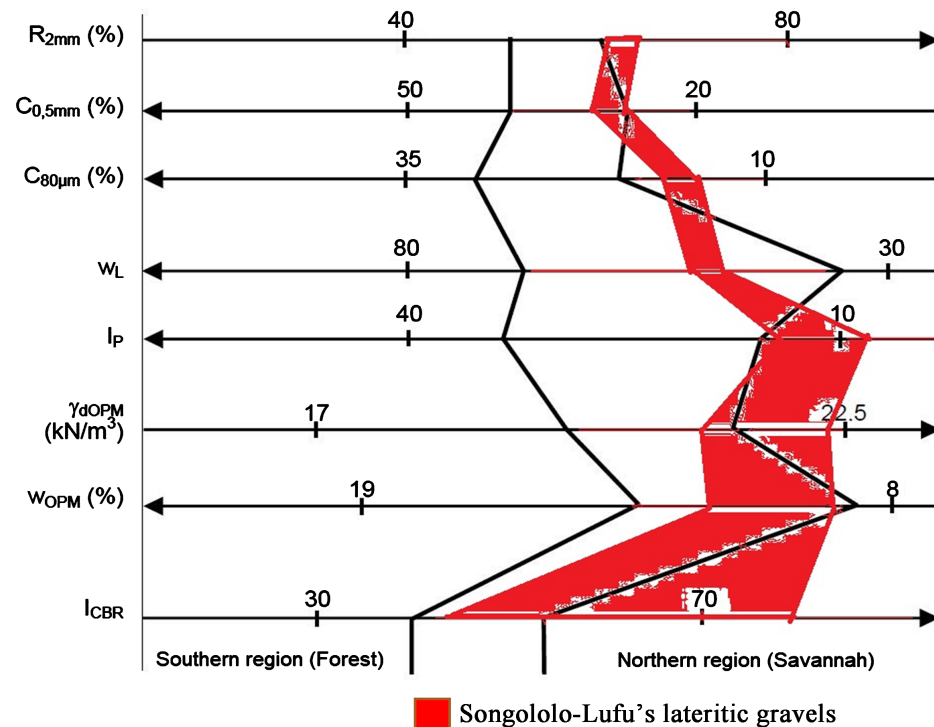 40 80
R2mm (%)
50 20
C0,5mm (%)
35 10
C80µm (%)
80 30
wL
40 10
IP
γdOPM
17 22.5
(kN/m³)
19 8
wOPM (%)
30 70
ICBR
Southern region (Forest) Northern region (Savannah)
Songololo-Lufu's lateritic gravels